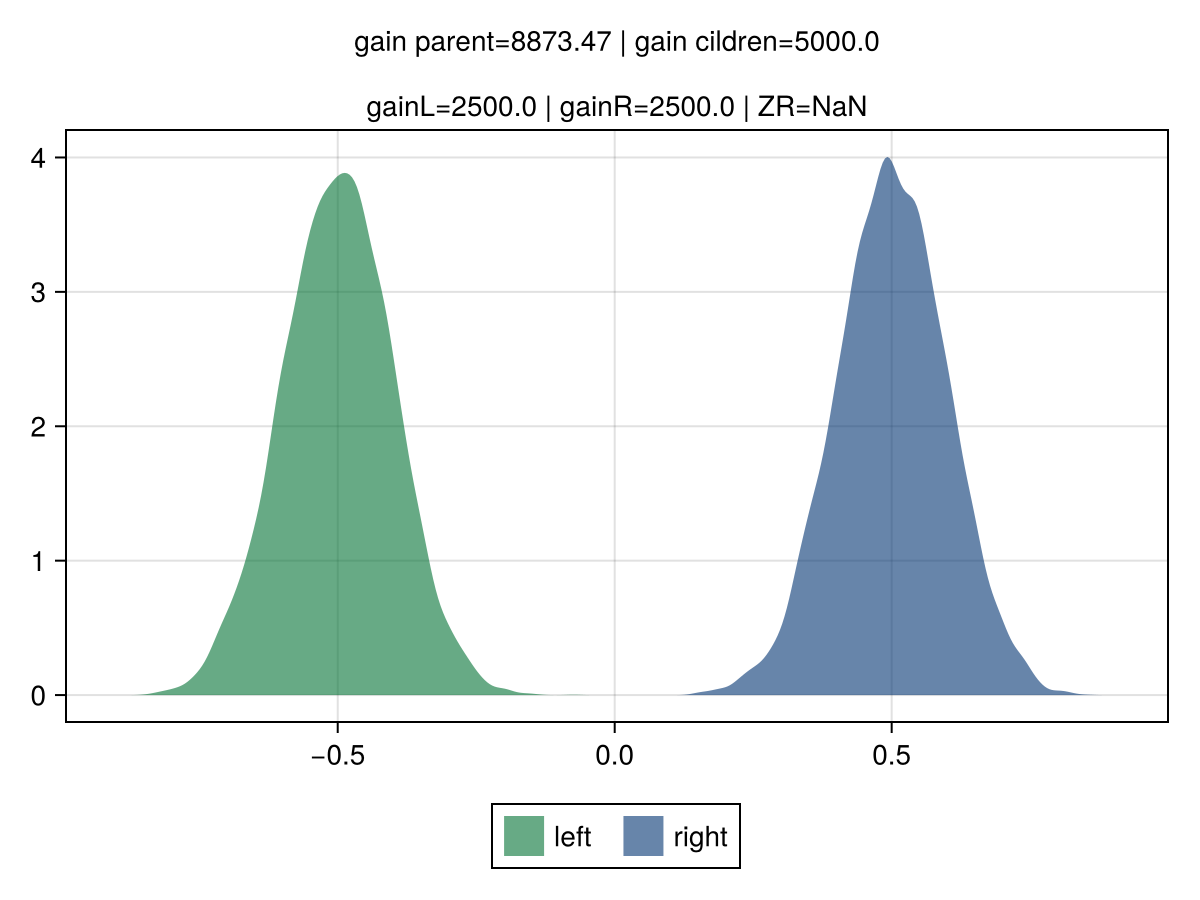 gain parent=8873.47 | gain cildren=5000.0
gainL=2500.0 | gainR=2500.0 | ZR=NaN
4
3
2
1
0
−0.5 0.0 0.5
left right